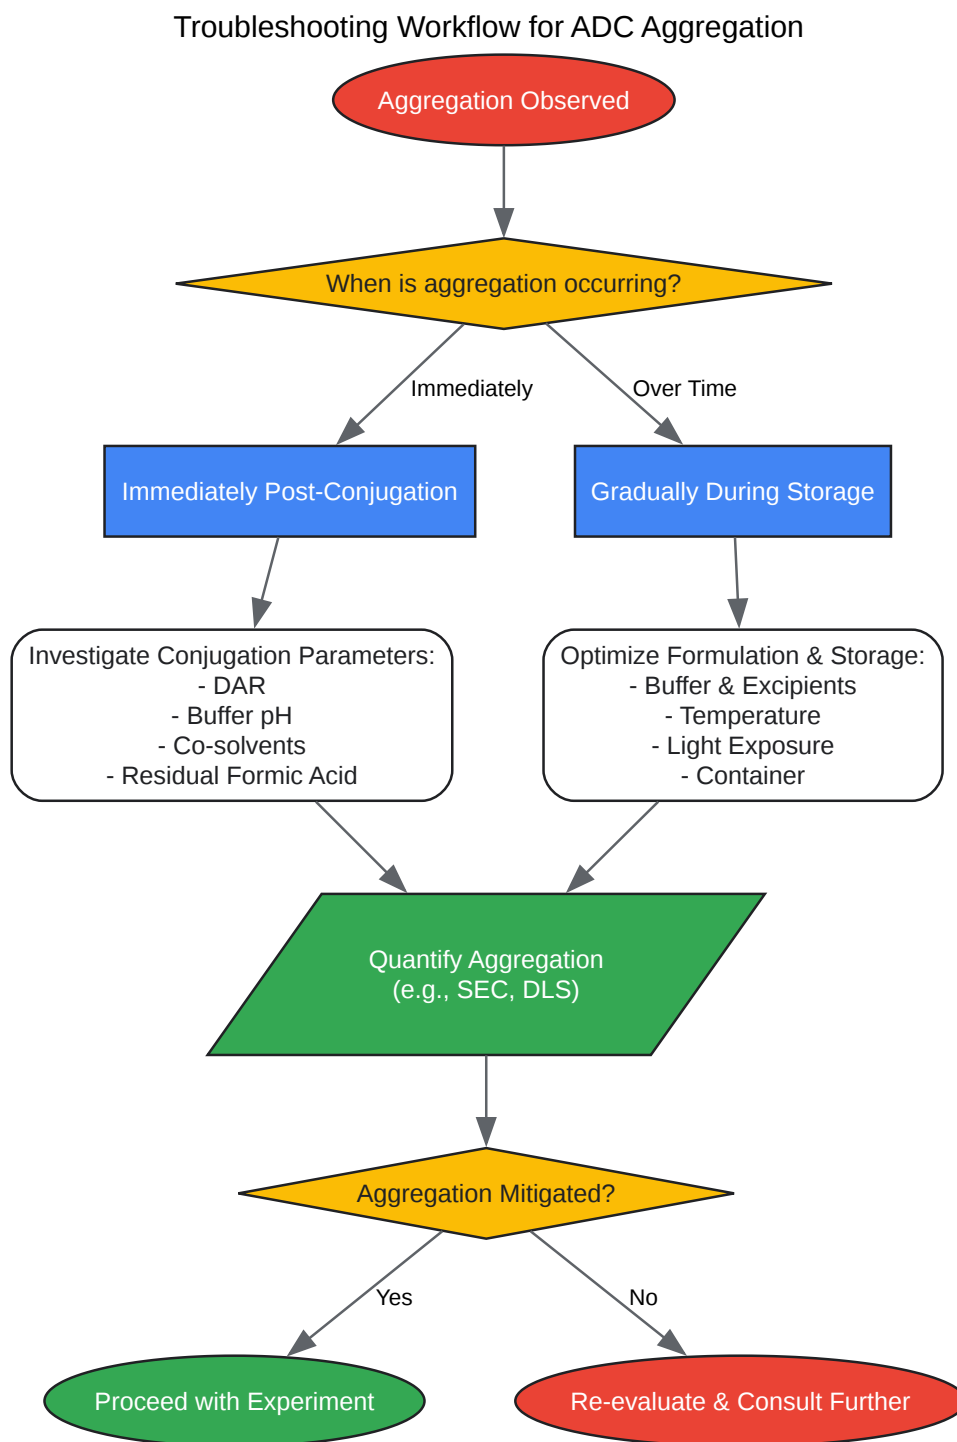 Troubleshooting Workflow for ADC Aggregation
Aggregation Observed
When is aggregation occurring?
Immediately
Over Time
Immediately Post-Conjugation
Gradually During Storage
Investigate Conjugation Parameters:
- DAR
- Buffer pH
- Co-solvents
- Residual Formic Acid
Optimize Formulation & Storage:
- Buffer & Excipients
- Temperature
- Light Exposure
- Container
Quantify Aggregation
(e.g., SEC, DLS)
Aggregation Mitigated?
Yes
No
Proceed with Experiment
Re-evaluate & Consult Further